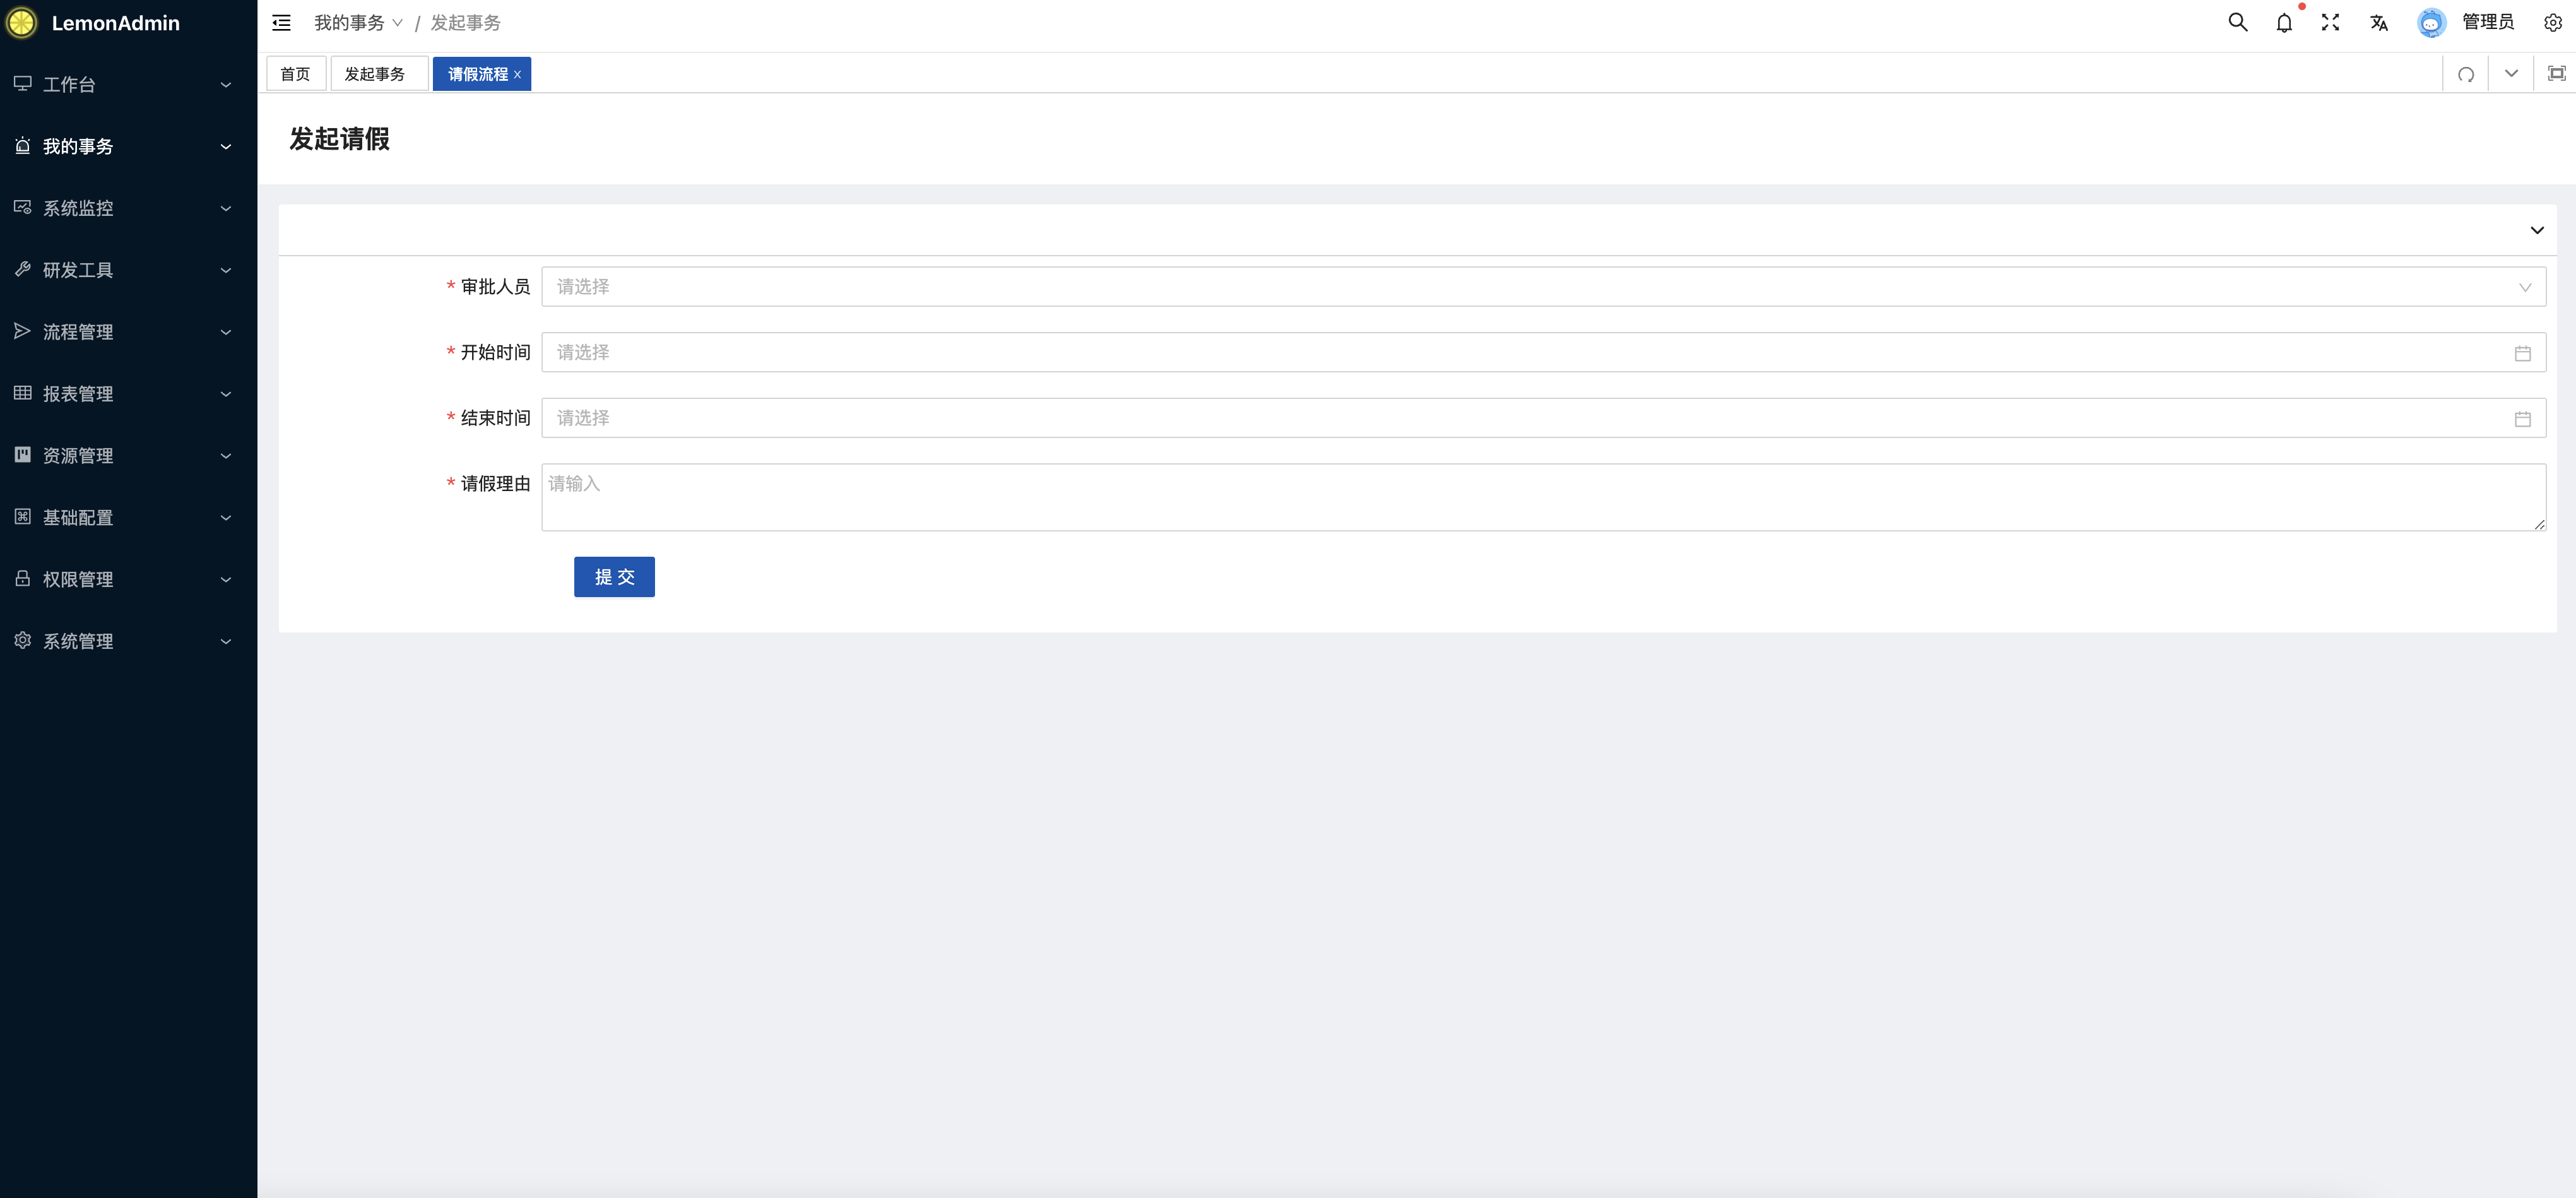 LemonAdmin
工作台
我的事务
系统监控
研发工具
流程管理
报表管理
资源管理
基础配置
权限管理
系统管理
我的事务 / 发起事务
管理员
首页
发起事务
请假流程
发起请假
* 审批人员 请选择
* 开始时间 请选择
* 结束时间 请选择
* 请假理由 请输入
提 交